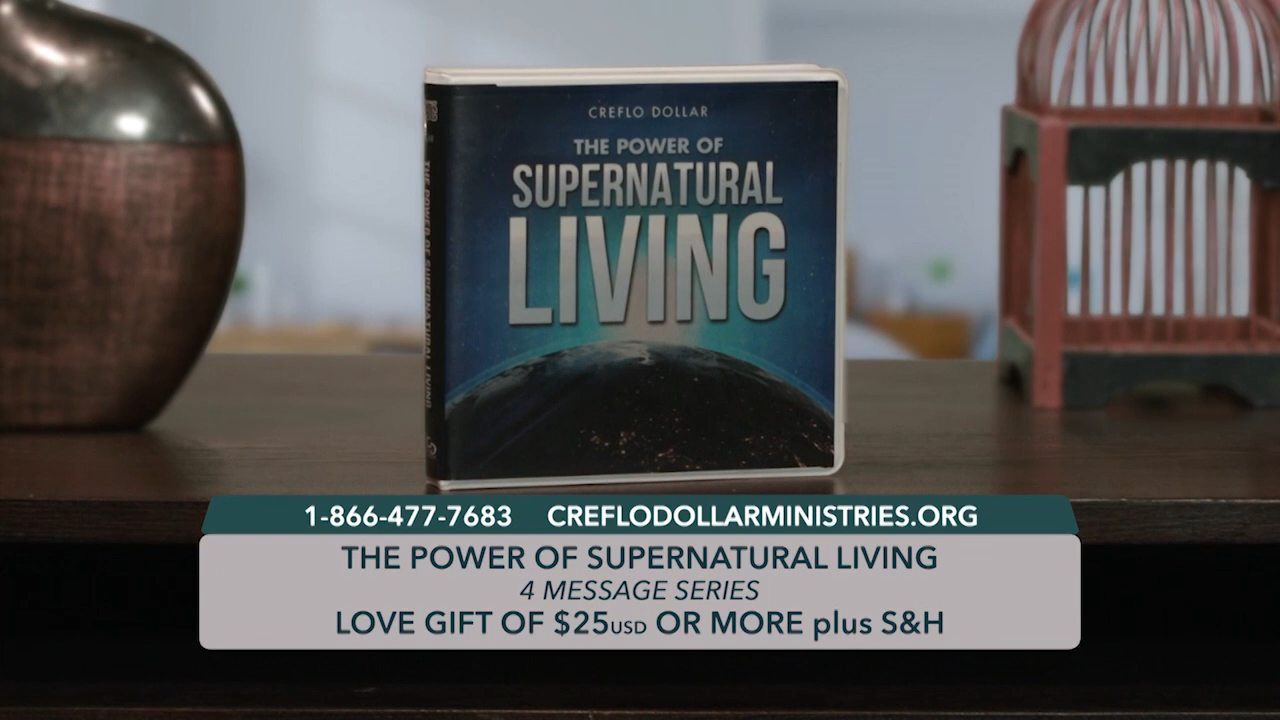 CREFLO DOLLAR
THE POWER OF
SUPERNATURAL
LIVING
THE POWER OF SUPERNATURAL LIVING
1-866-477-7683 CREFLODOLLARMINISTRIES.ORG
THE POWER OF SUPERNATURAL LIVING
4 MESSAGE SERIES
LOVE GIFT OF $25USD OR MORE plus S&H